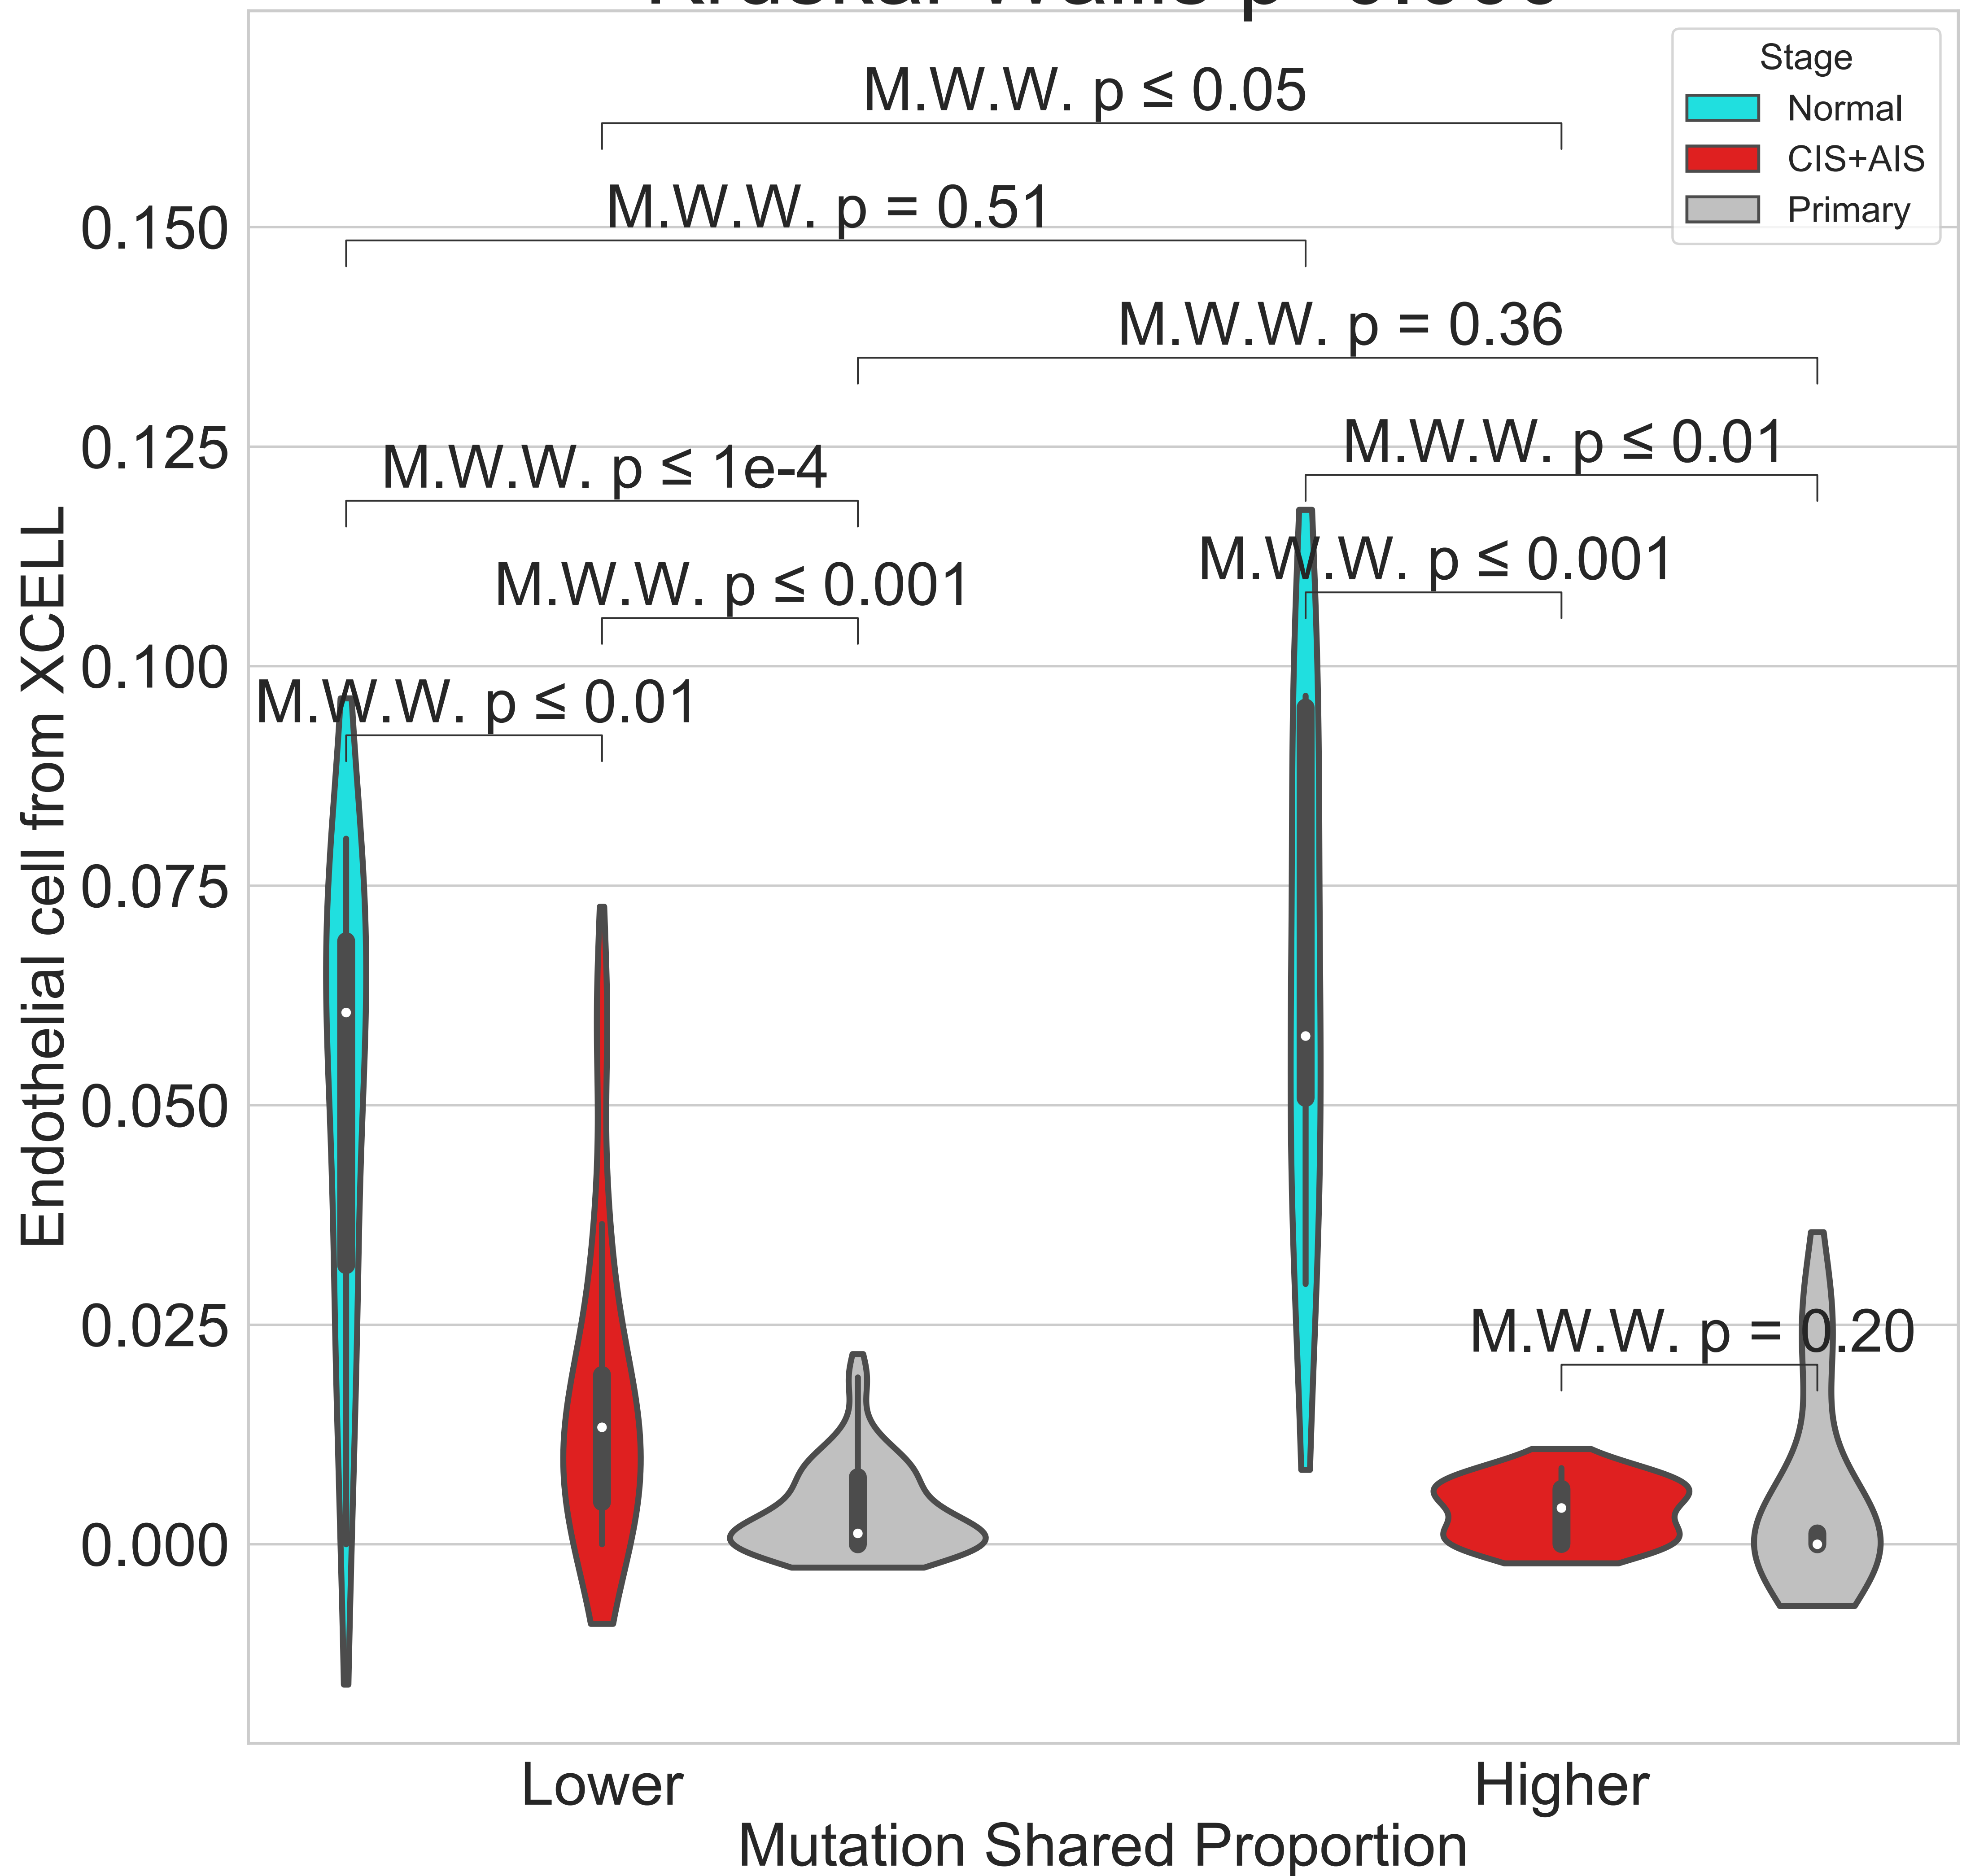 M.W.W. p ≤ 0.05
Stage
Normal
CIS+AIS
Primary
M.W.W. p = 0.51
M.W.W. p = 0.36
M.W.W. p ≤ 0.01
M.W.W. p ≤ 1e-4
M.W.W. p ≤ 0.001
M.W.W. p ≤ 0.001
M.W.W. p ≤ 0.01
M.W.W. p = 0.20
0.150
0.125
0.100
0.075
0.050
0.025
0.000
Endothelial cell from XCELL
Lower
Higher
Mutation Shared Proportion